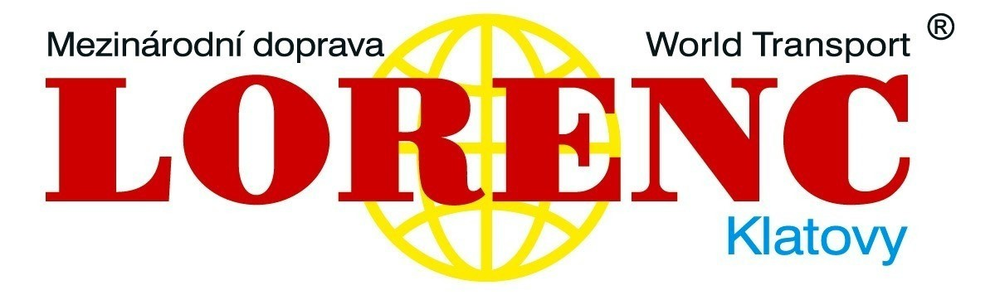 Mezinárodní doprava World Transport ®
LORENC
Klatovy